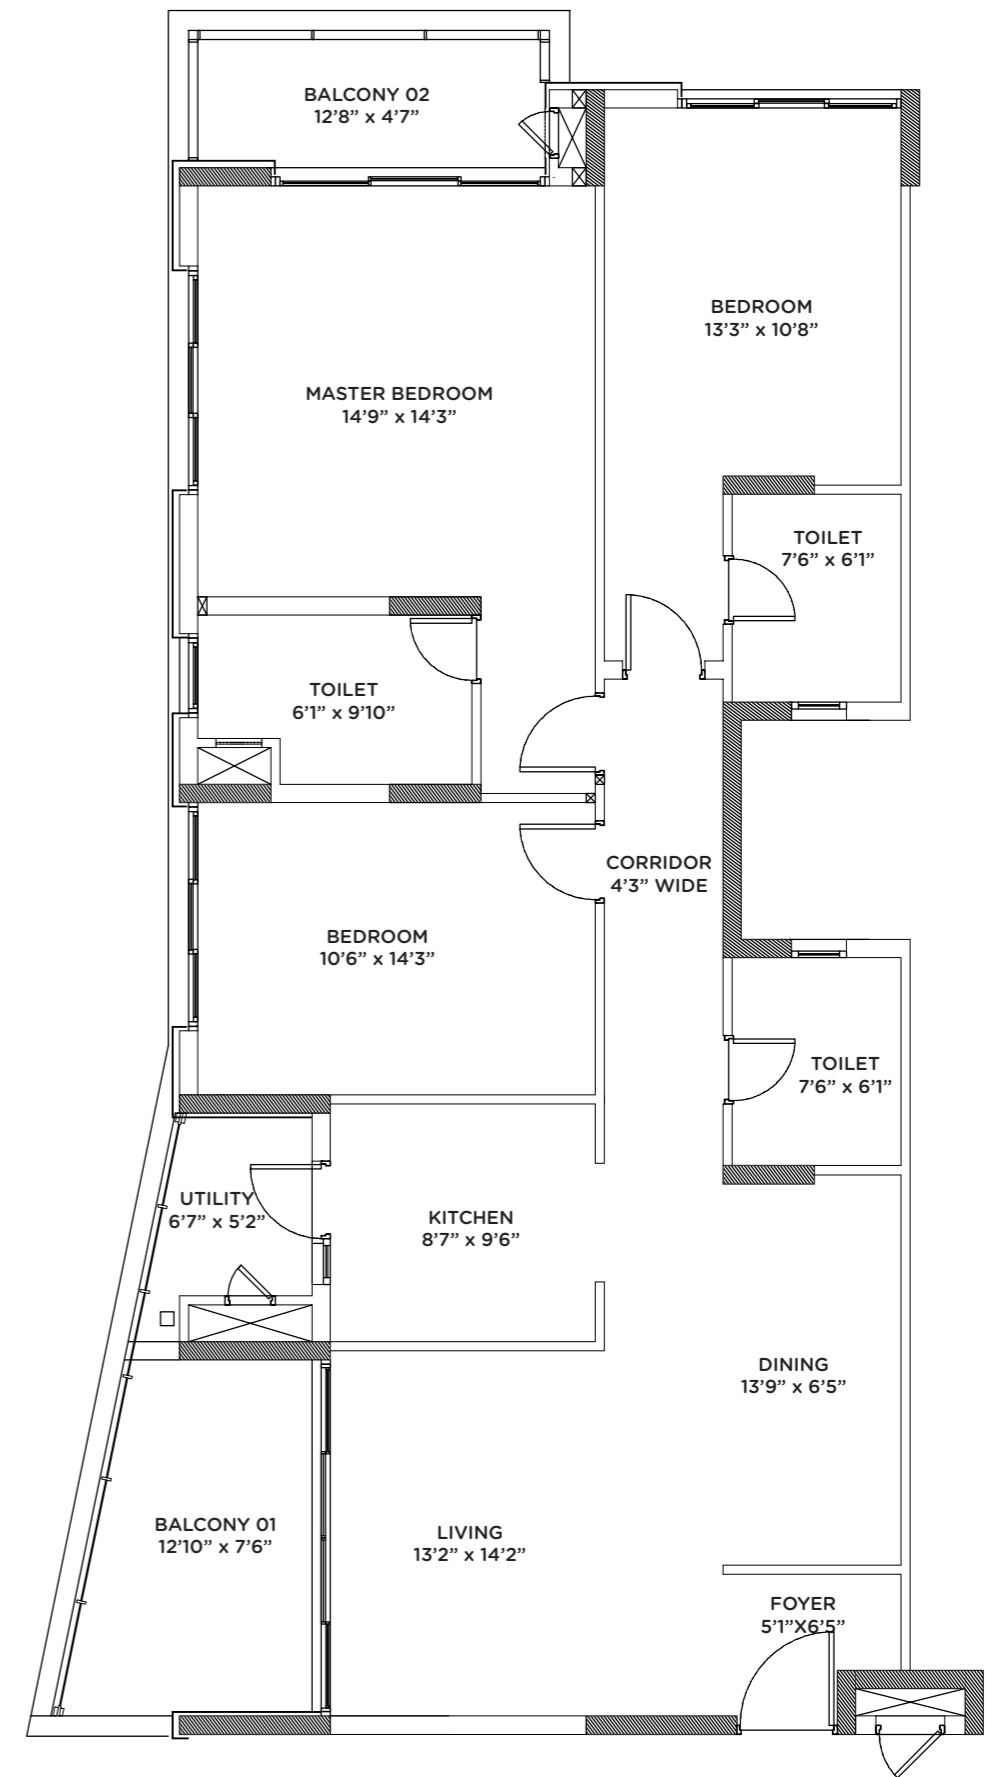 BALCONY 02
12’8” x 4’7”
BEDROOM
13’3” x 10’8”
MASTER BEDROOM
14’9” x 14’3”
TOILET
7’6” x 6’1”
TOILET
6’1” x 9’10”
CORRIDOR
4’3” WIDE
BEDROOM
10’6” x 14’3”
TOILET
7’6” x 6’1”
UTILITY
6’7” x 5’2”
KITCHEN
8’7” x 9’6”
DINING
13’9” x 6’5”
BALCONY 01
12’10” x 7’6”
LIVING
13’2” x 14’2”
FOYER
5’1”X6’5”